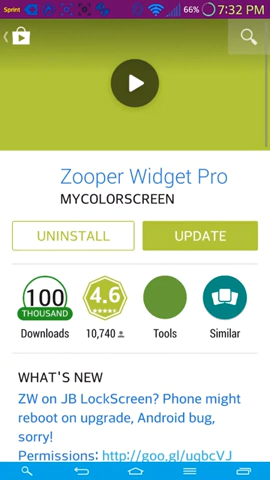 Sprint
66%
7:32 PM
Zooper Widget Pro
MYCOLORSCREEN
UNINSTALL
UPDATE
100
THOUSAND
4.6
Downloads
10,740
Tools
Similar
WHAT'S NEW
ZW on JB LockScreen? Phone might
reboot on upgrade, Android bug,
sorry!
Permissions: http://goo.gl/uqbcVJ